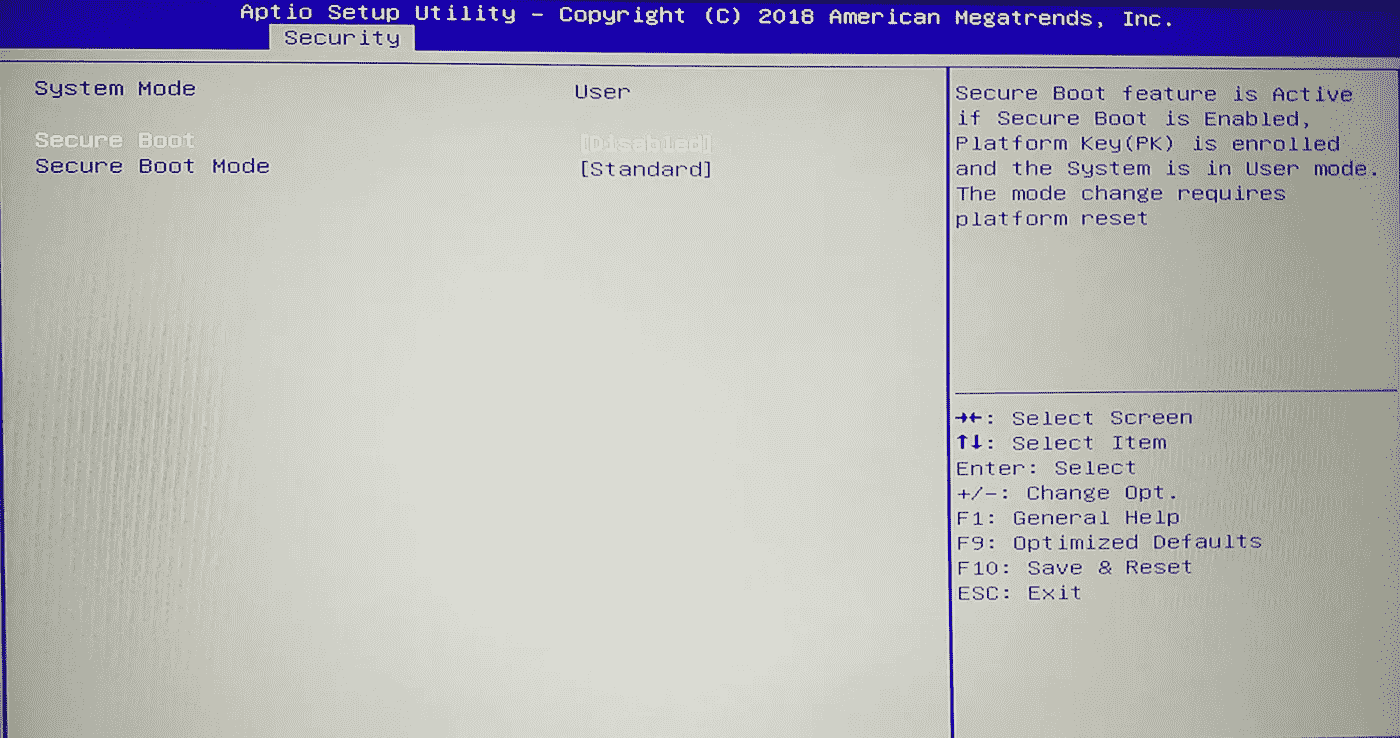 Aptio Setup Utility – Copyright (C) 2018 American Megatrends, Inc.
Security
System Mode User
Secure Boot [Disabled]
Secure Boot Mode [Standard]
Secure Boot feature is Active
if Secure Boot is Enabled,
Platform Key(PK) is enrolled
and the System is in User mode.
The mode change requires
platform reset
→←: Select Screen
↑↓: Select Item
Enter: Select
+/-: Change Opt.
F1: General Help
F9: Optimized Defaults
F10: Save & Reset
ESC: Exit